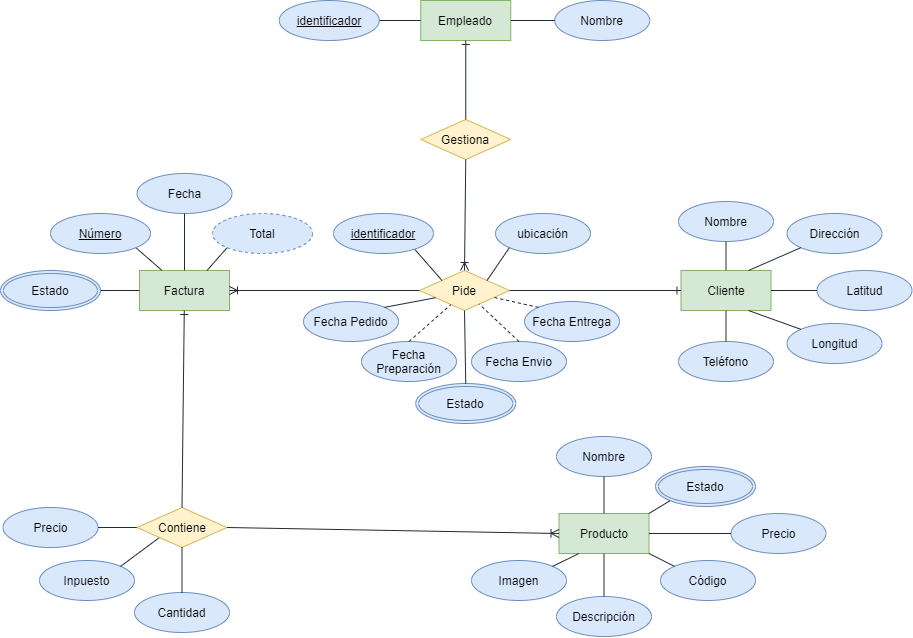 identificador
Empleado
Nombre
Gestiona
Fecha
Número
Total
identificador
ubicación
Nombre
Dirección
Estado
Factura
Pide
Cliente
Latitud
Fecha Pedido
Fecha Entrega
Longitud
Fecha
Preparación
Fecha Envio
Teléfono
Estado
Nombre
Estado
Precio
Contiene
Producto
Precio
Inpuesto
Imagen
Código
Cantidad
Descripción